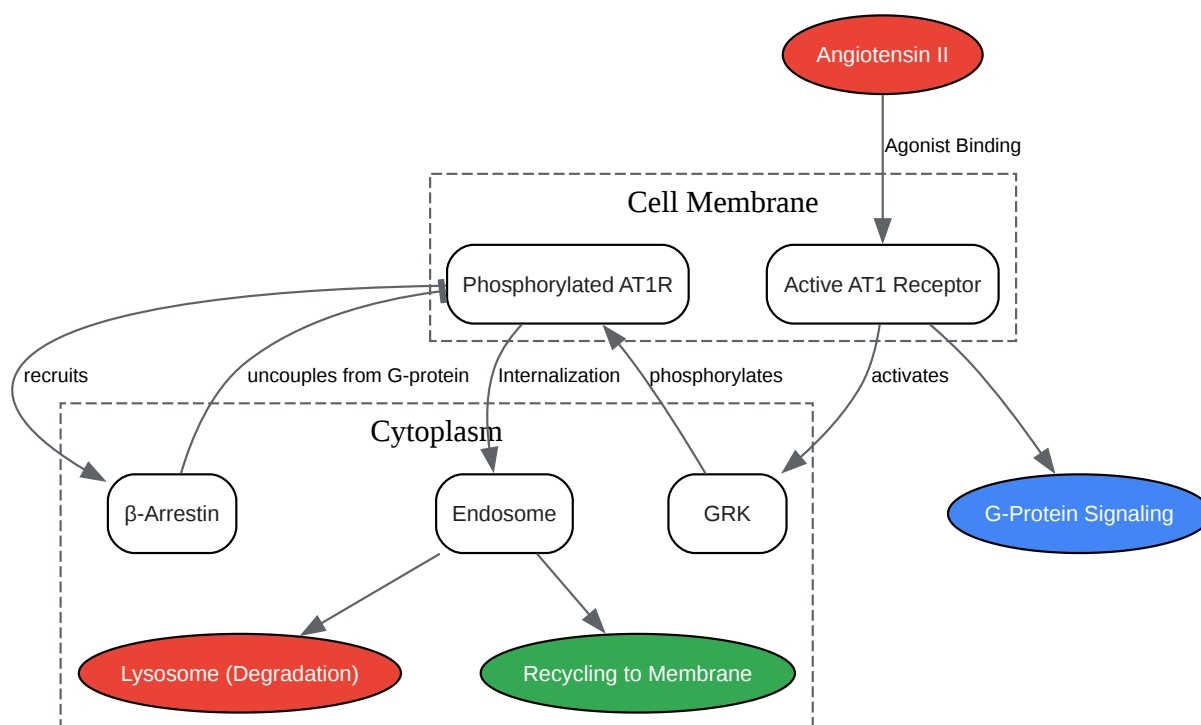 Angiotensin II
Agonist Binding
Cell Membrane
Phosphorylated AT1R
Active AT1 Receptor
recruits
uncouples from G-protein
Internalization
phosphorylates
activates
Cytoplasm
β-Arrestin
Endosome
GRK
G-Protein Signaling
Lysosome (Degradation)
Recycling to Membrane